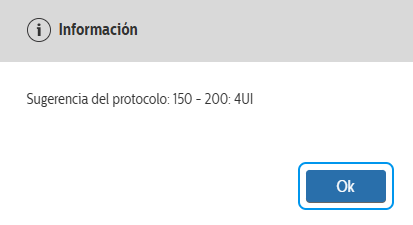 Información
Sugerencia del protocolo: 150 - 200: 4UI
Ok